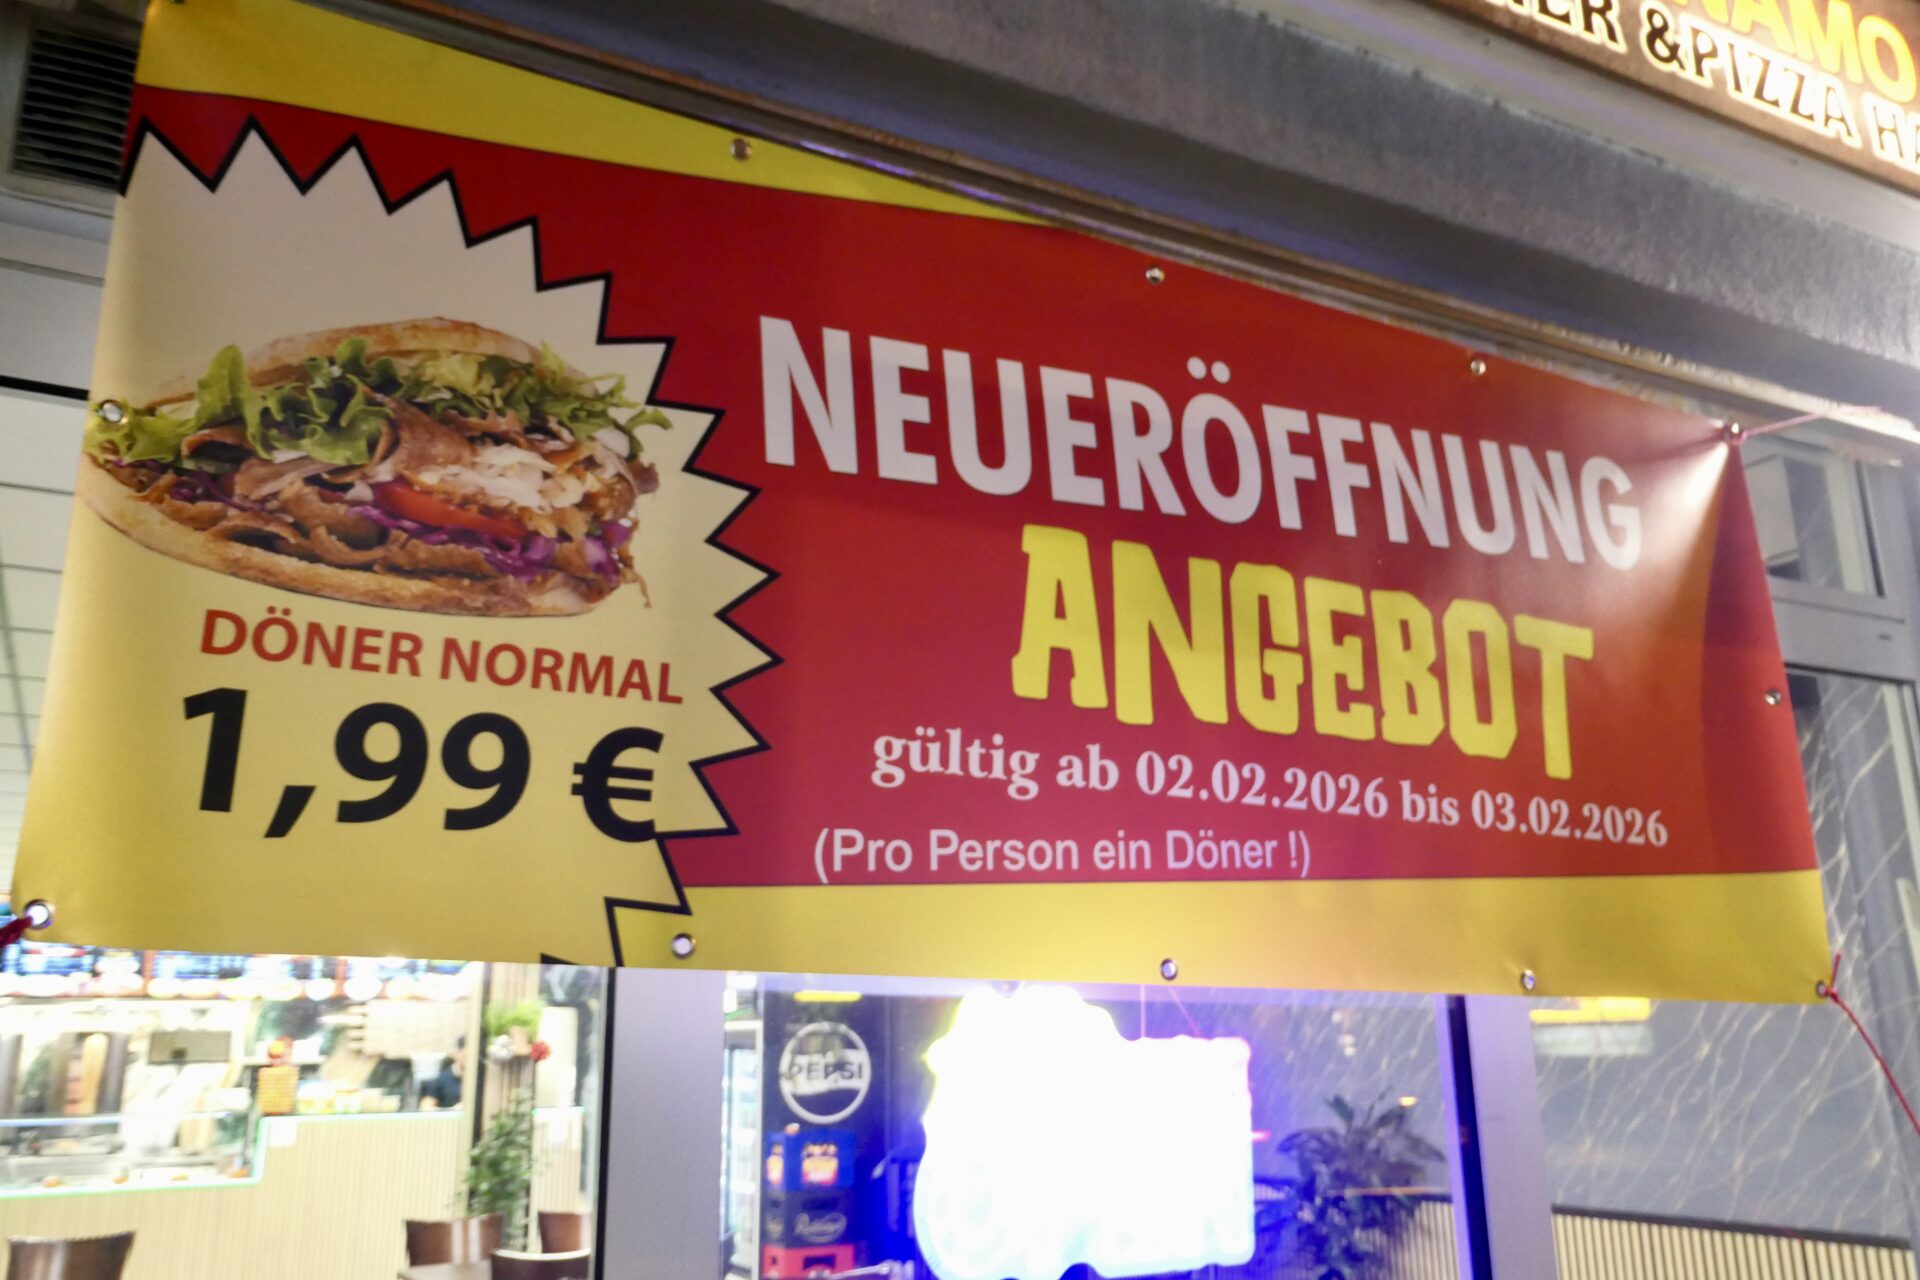 NAMO
& PIZZA
NEUERÖFFNUNG
ANGEBOT
gültig ab 02.02.2026 bis 03.02.2026
(Pro Person ein Döner !)
DÖNER NORMAL
1,99 €
PEPSI